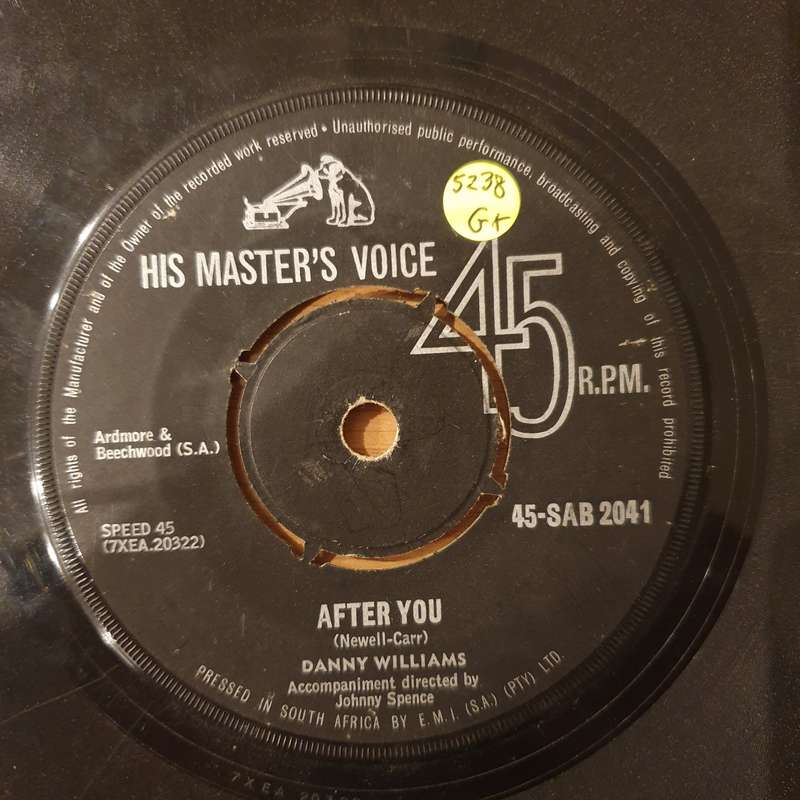 All rights of the Manufacturer and of the Owner of the recorded work reserved • Unauthorised public performance, broadcasting and copying of this record prohibited
5238
G+
HIS MASTER'S VOICE
45
R.P.M.
Ardmore &
Beechwood (S.A.)
SPEED 45
(7XEA.20322)
45-SAB 2041
AFTER YOU
(Newell-Carr)
DANNY WILLIAMS
Accompaniment directed by
Johnny Spence
PRESSED IN SOUTH AFRICA BY E.M.I. (S.A.) (PTY) LTD.
7XEA